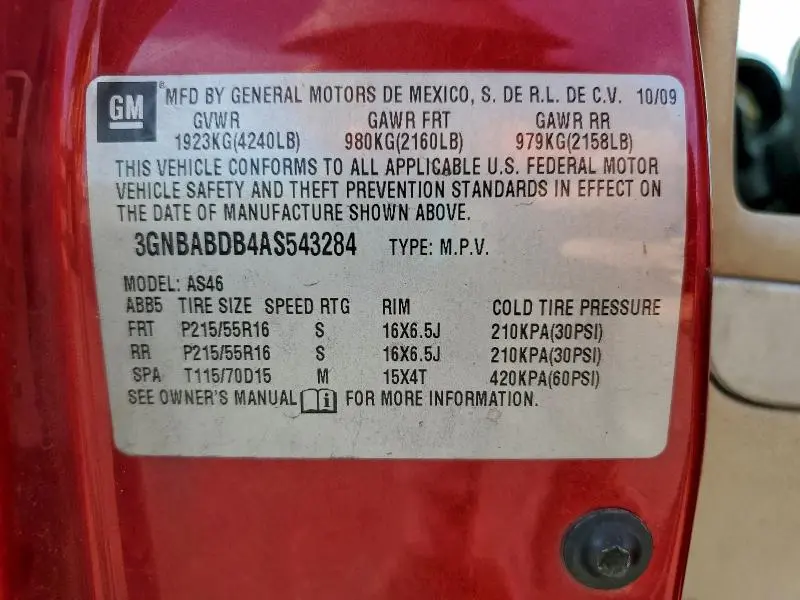 GM ® MFD BY GENERAL MOTORS DE MEXICO, S. DE R.L. DE C.V. 10/09
GVWR GAWR FRT GAWR RR
1923KG(4240LB) 980KG(2160LB) 979KG(2158LB)
THIS VEHICLE CONFORMS TO ALL APPLICABLE U.S. FEDERAL MOTOR
VEHICLE SAFETY AND THEFT PREVENTION STANDARDS IN EFFECT ON
THE DATE OF MANUFACTURE SHOWN ABOVE.
3GNBABDB4AS543284 TYPE: M.P.V.
MODEL: AS46
ABB5 TIRE SIZE SPEED RTG RIM COLD TIRE PRESSURE
FRT P215/55R16 S 16X6.5J 210KPA(30PSI)
RR P215/55R16 S 16X6.5J 210KPA(30PSI)
SPA T115/70D15 M 15X4T 420KPA(60PSI)
SEE OWNER'S MANUAL i FOR MORE INFORMATION.